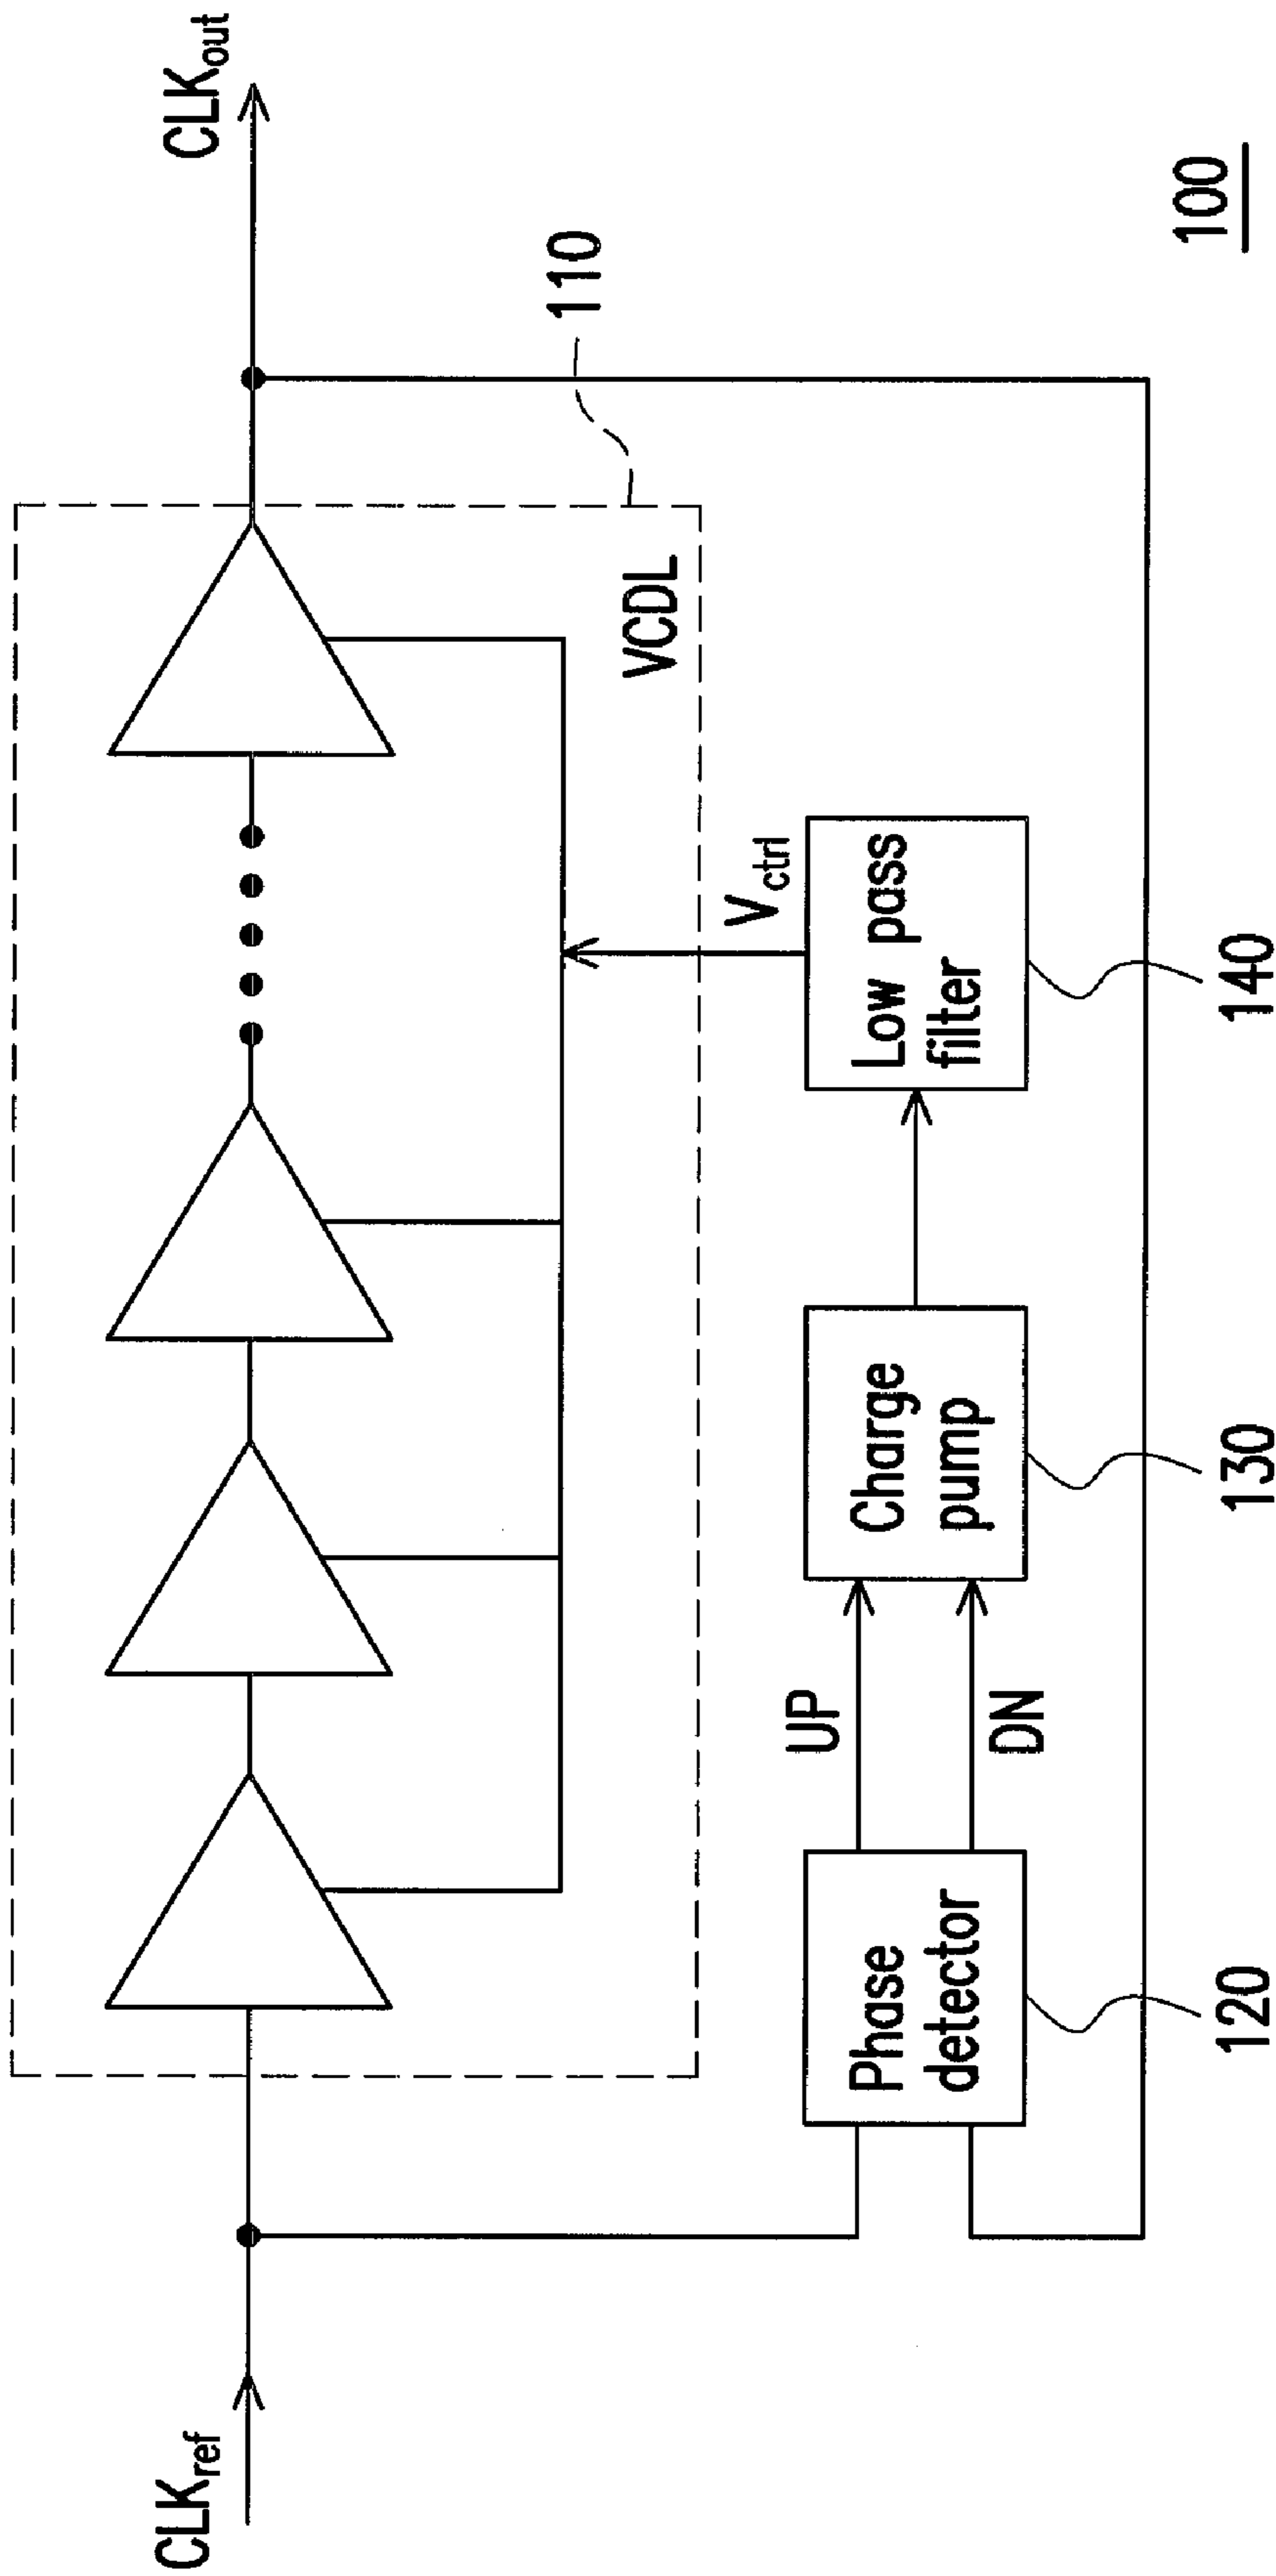 CLKref
CLKout
110
VCDL
Vctrl
UP
DN
Phase
detector
Charge
pump
Low pass
filter
120
130
140
100